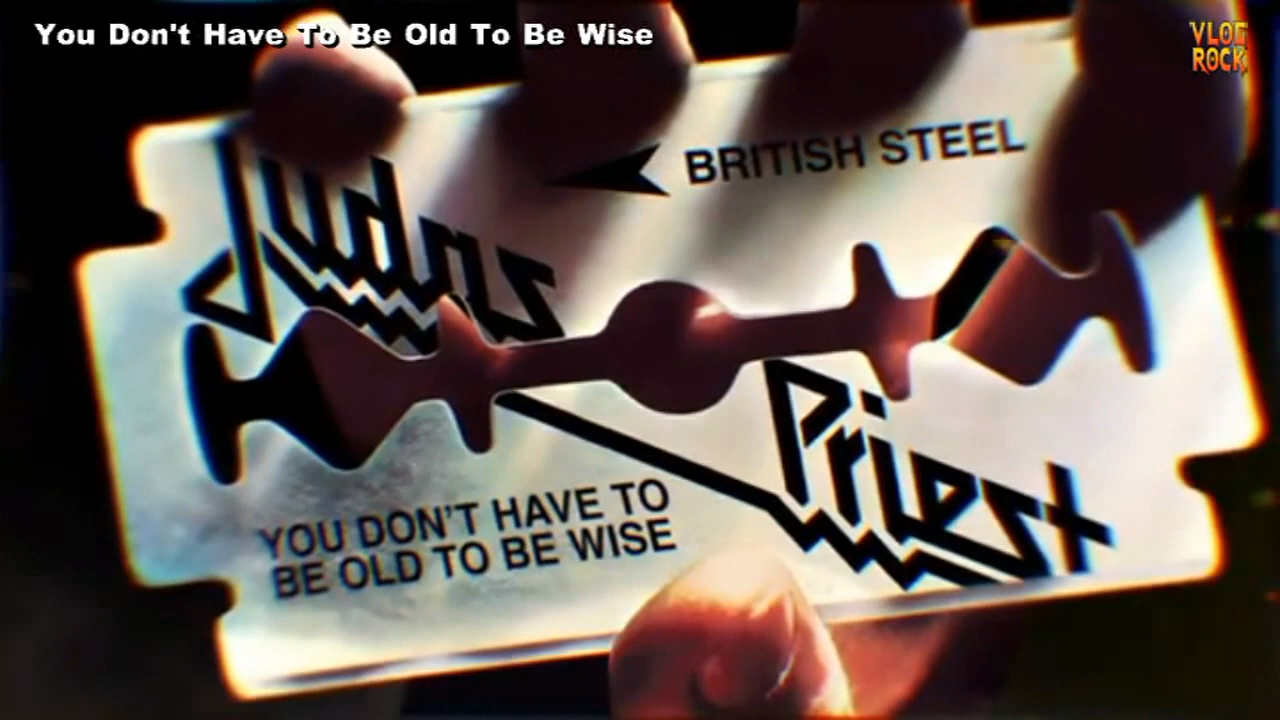 You Don't Have To Be Old To Be Wise
VLOG
ROCK
BRITISH STEEL
Judas
Priest
YOU DON'T HAVE TO
BE OLD TO BE WISE